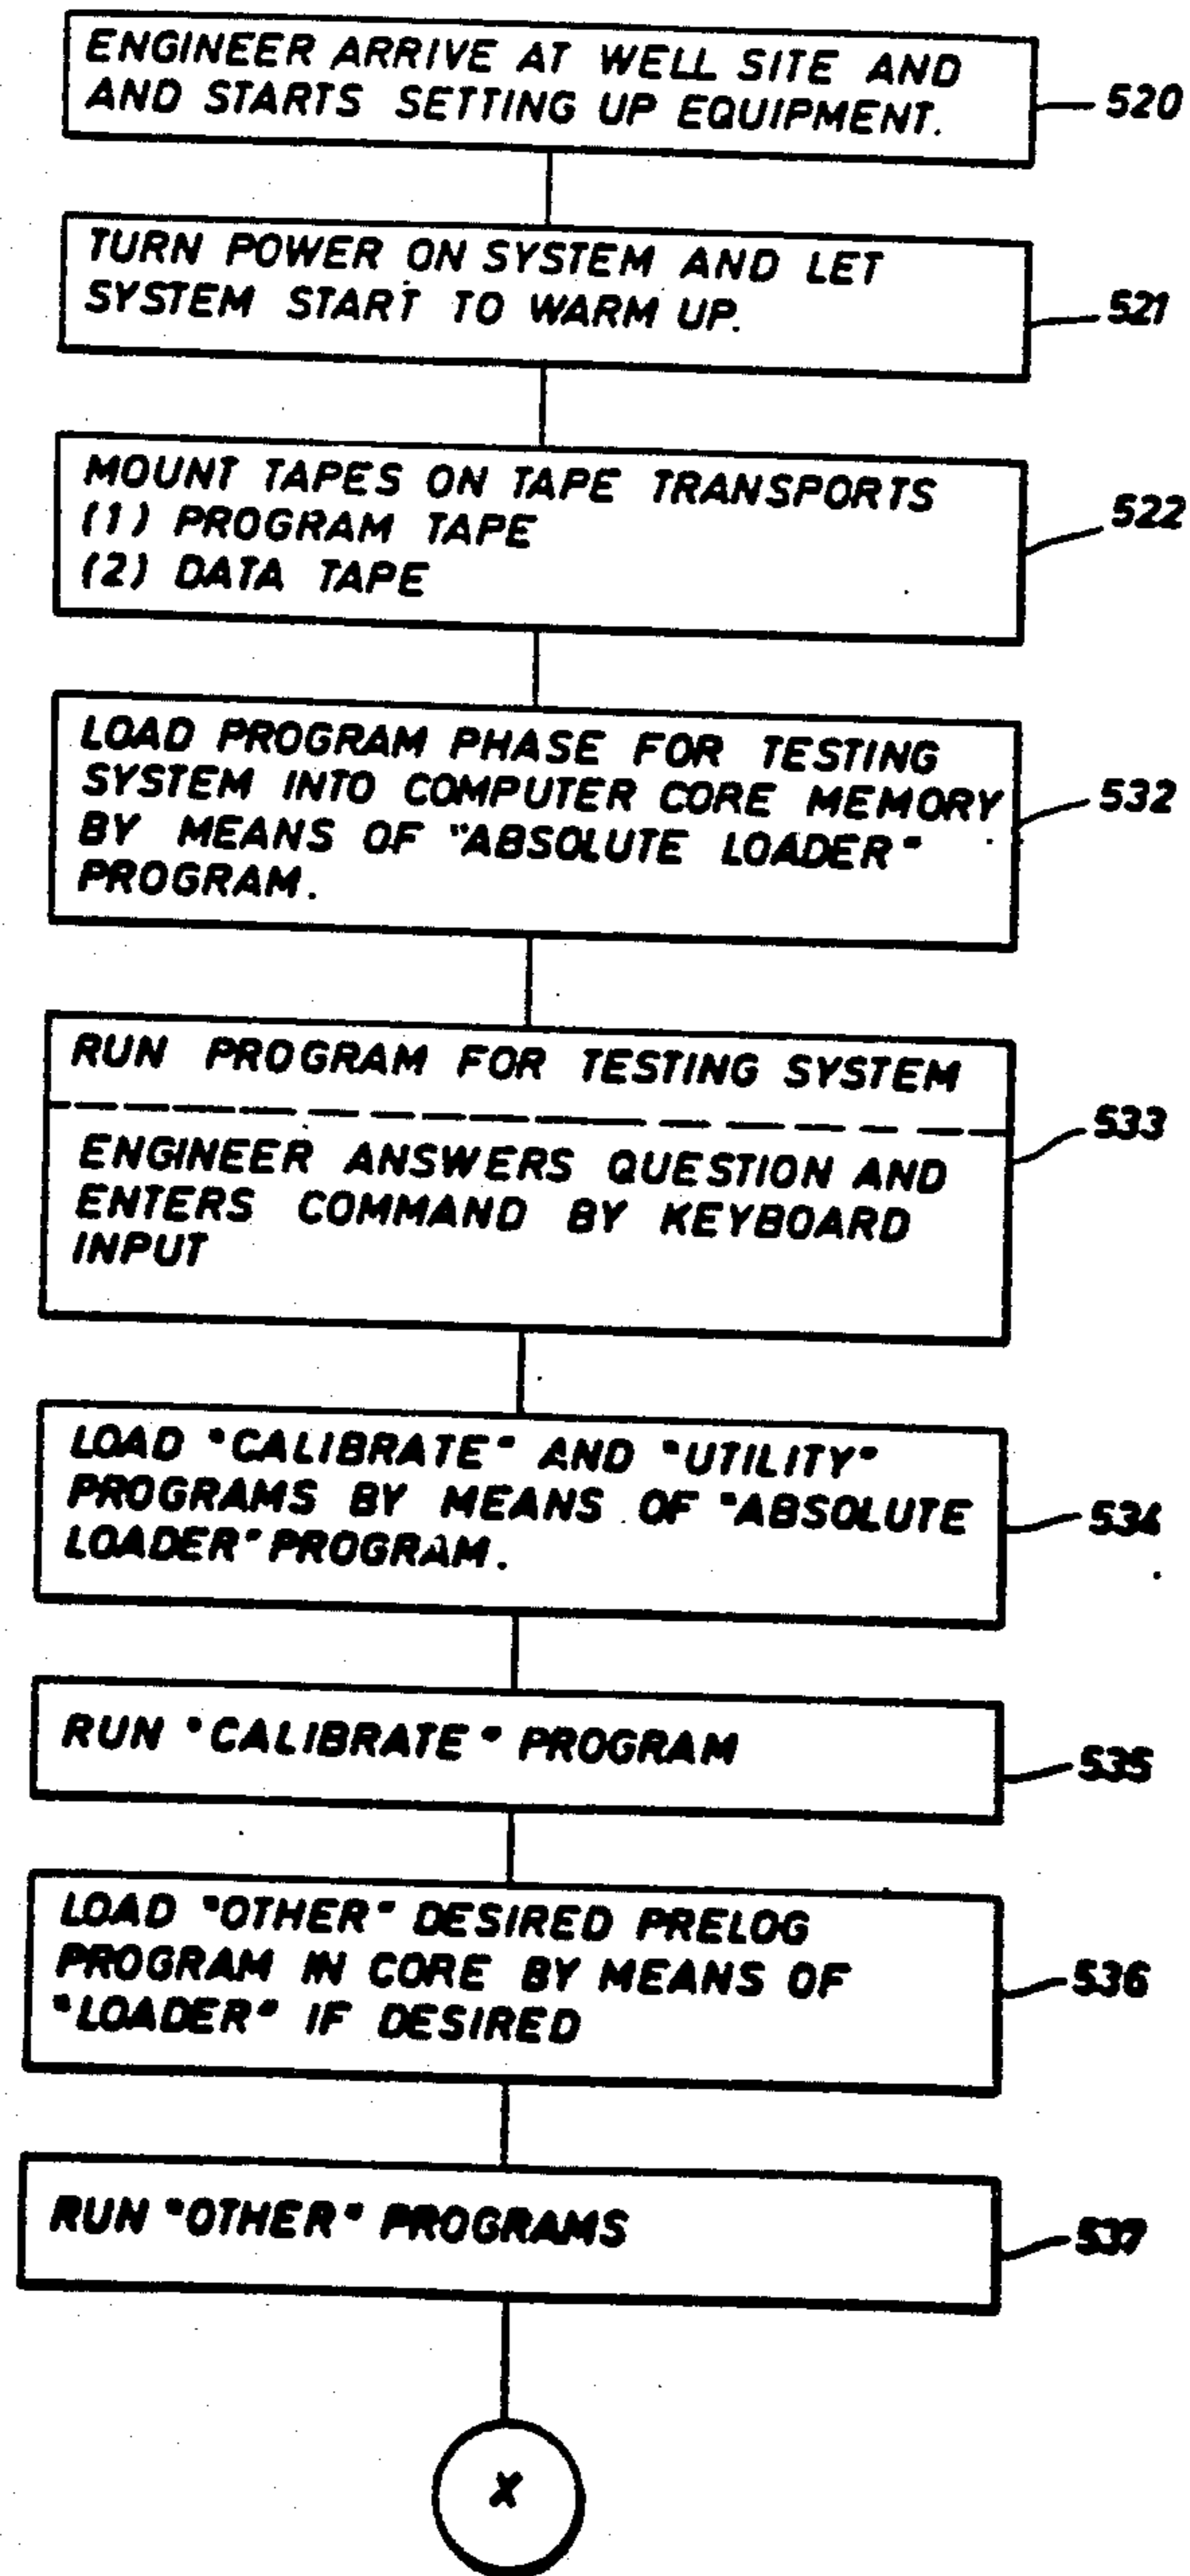 ENGINEER ARRIVE AT WELL SITE AND
AND STARTS SETTING UP EQUIPMENT.
520
TURN POWER ON SYSTEM AND LET
SYSTEM START TO WARM UP.
521
MOUNT TAPES ON TAPE TRANSPORTS
(1) PROGRAM TAPE
(2) DATA TAPE
522
LOAD PROGRAM PHASE FOR TESTING
SYSTEM INTO COMPUTER CORE MEMORY
BY MEANS OF "ABSOLUTE LOADER"
PROGRAM.
532
RUN PROGRAM FOR TESTING SYSTEM
ENGINEER ANSWERS QUESTION AND
ENTERS COMMAND BY KEYBOARD
INPUT
533
LOAD "CALIBRATE" AND "UTILITY"
PROGRAMS BY MEANS OF "ABSOLUTE
LOADER" PROGRAM.
534
RUN "CALIBRATE" PROGRAM
535
LOAD "OTHER" DESIRED PRELOG
PROGRAM IN CORE BY MEANS OF
"LOADER" IF DESIRED
536
RUN "OTHER" PROGRAMS
537
X